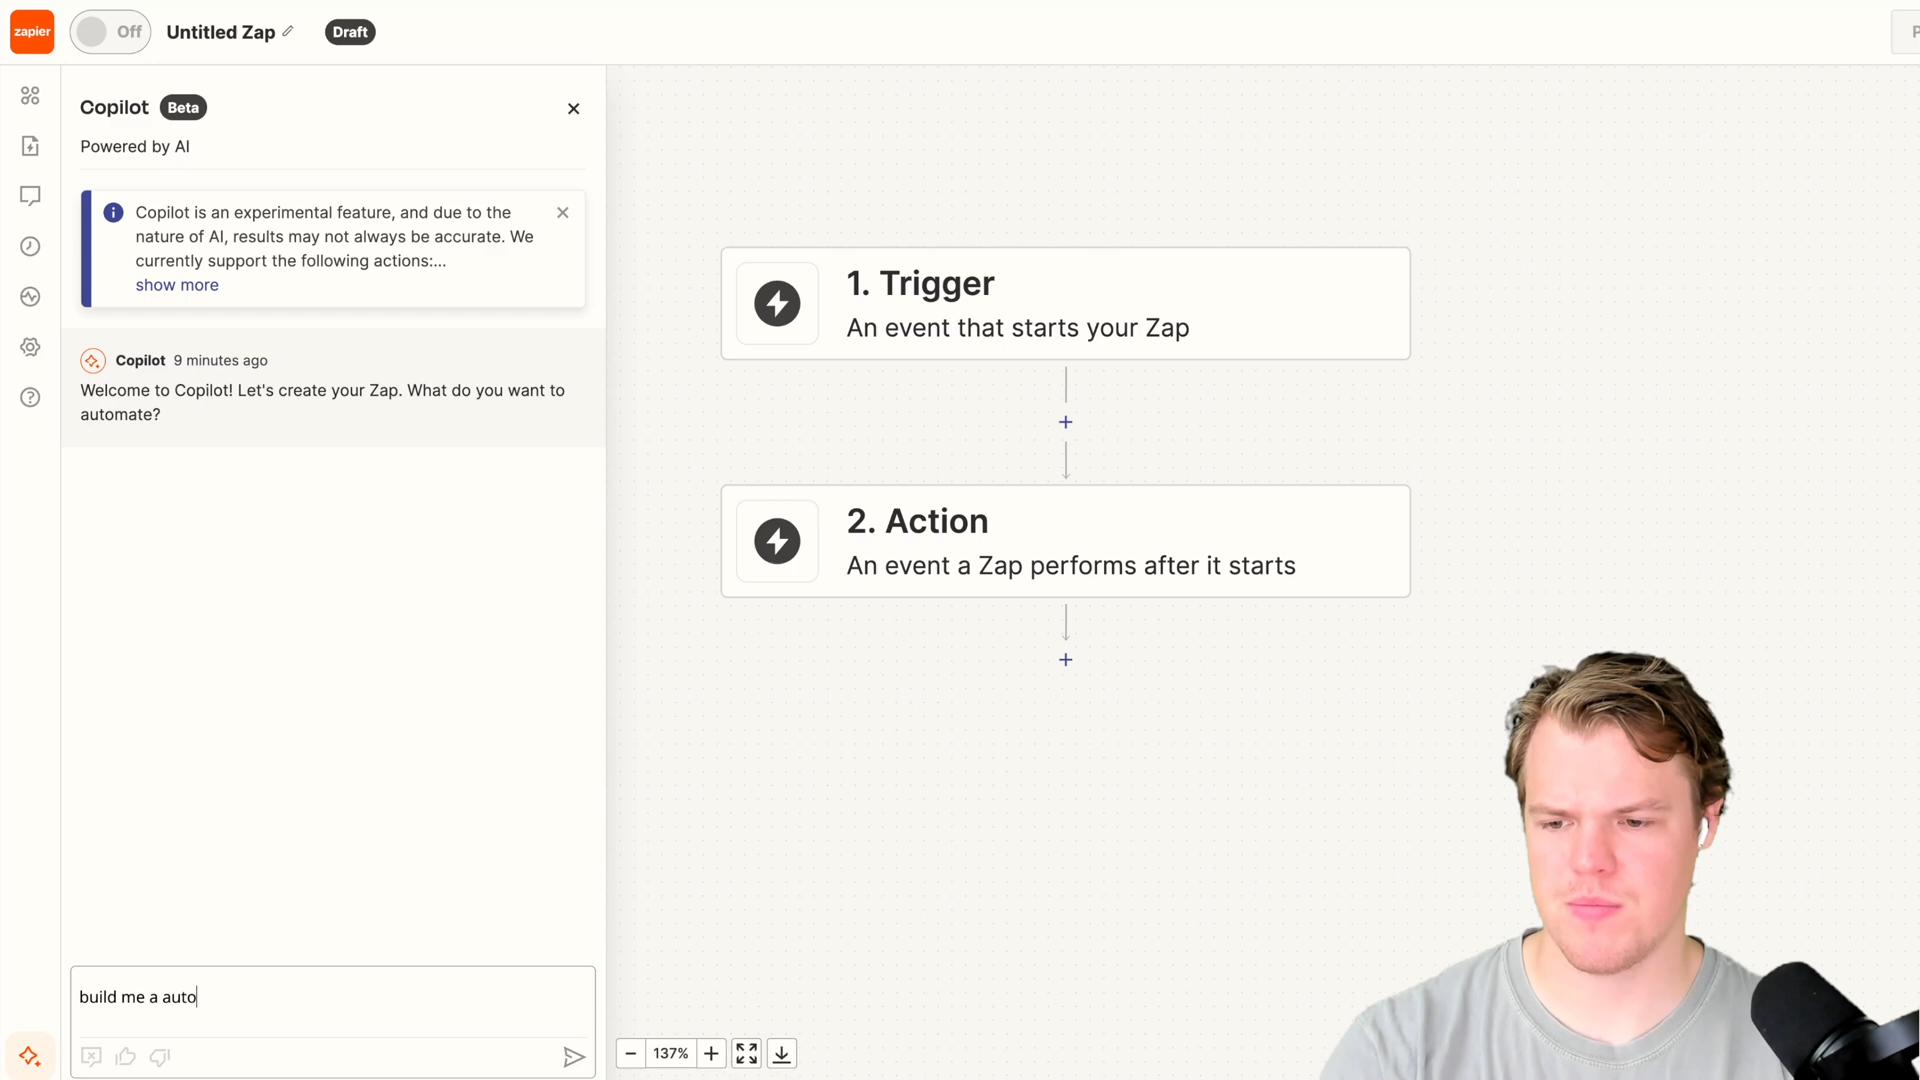 zapier
Off
Untitled Zap
Draft
Copilot
Beta
Powered by AI
Copilot is an experimental feature, and due to the
nature of AI, results may not always be accurate. We
currently support the following actions:...
show more
Copilot 9 minutes ago
Welcome to Copilot! Let's create your Zap. What do you want to
automate?
build me a auto
1. Trigger
An event that starts your Zap
2. Action
An event a Zap performs after it starts
137%